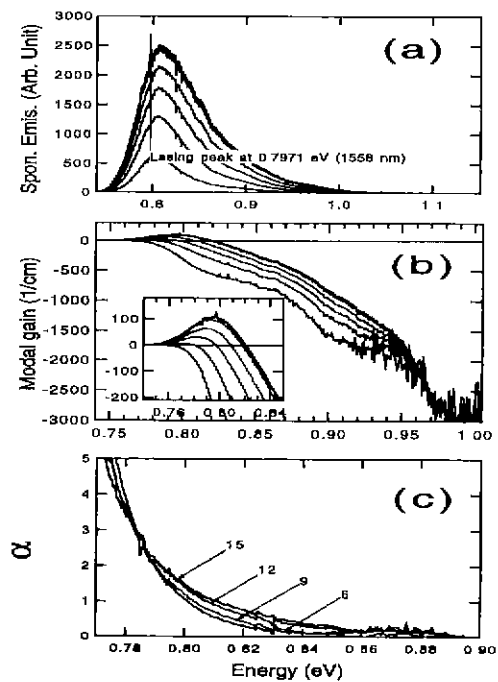 3000
2500
2000
1500
1000
500
0
Spon. Emis. (Arb. Unit)
(a)
Lasing peak at 0.7971 eV (1558 nm)
0.8 0.9 1.0 1.1
0
-500
-1000
-1500
-2000
-2500
-3000
Modal gain (1/cm)
(b)
100
0
-100
-200
0.76 0.80 0.84
0.75 0.80 0.85 0.90 0.95 1.00
5
4
3
2
1
0
α
(c)
15
12
9
6
0.78 0.80 0.82 0.84 0.86 0.88 0.90
Energy (eV)